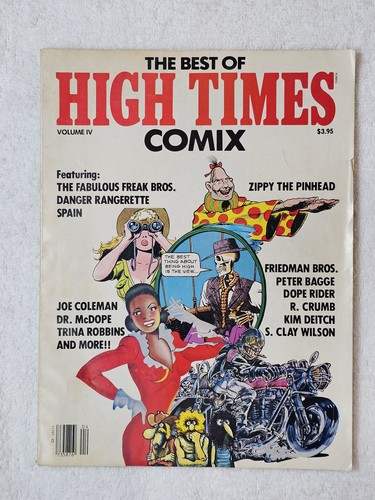 THE BEST OF
HIGH TIMES
VOLUME IV
COMIX
$3.95
Featuring:
THE FABULOUS FREAK BROS.
DANGER RANGERETTE
SPAIN
ZIPPY THE PINHEAD
THE BEST
THING ABOUT
BEING HIGH
IS THE VIEW...
JOE COLEMAN
DR. McDOPE
TRINA ROBBINS
AND MORE!!
FRIEDMAN BROS.
PETER BAGGE
DOPE RIDER
R. CRUMB
KIM DEITCH
S. CLAY WILSON